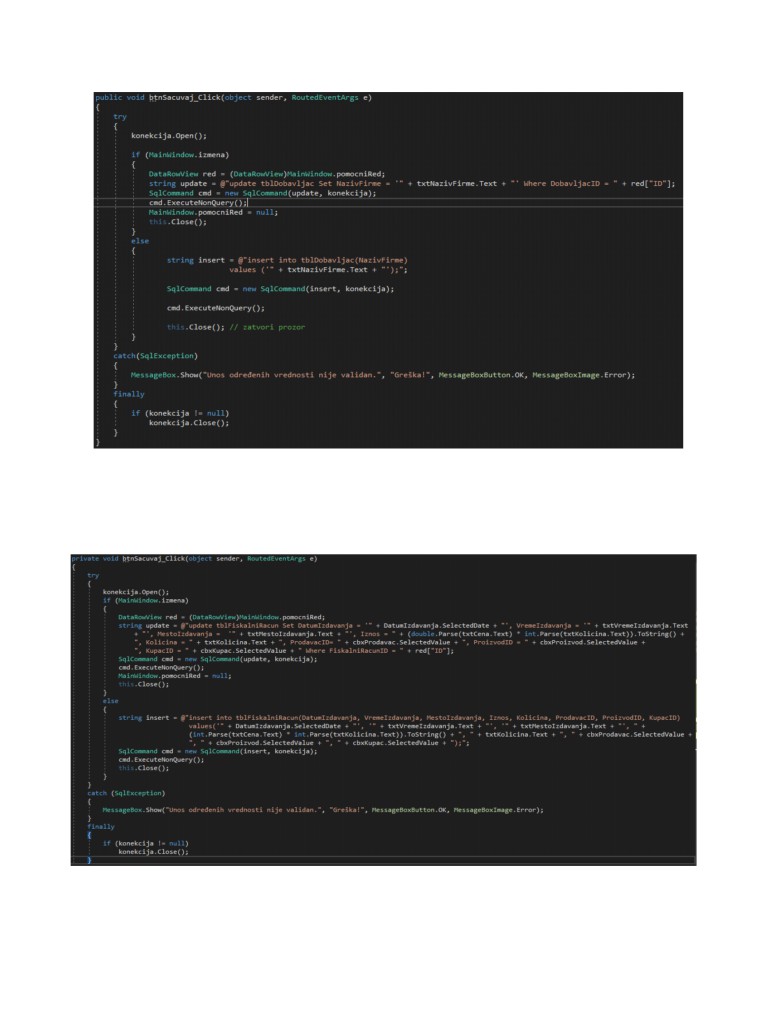 public void btnSacuvaj_Click(object sender, RoutedEventArgs e)
{
try
{
konekcija.Open();
if (MainWindow.izmena)
{
DataRowView red = (DataRowView)MainWindow.pomocniRed;
string update = @"update tblDobavljac Set NazivFirme = '" + txtNazivFirme.Text + "' Where DobavljacID = " + red["ID"];
SqlCommand cmd = new SqlCommand(update, konekcija);
cmd.ExecuteNonQuery();
MainWindow.pomocniRed = null;
this.Close();
}
else
{
string insert = @"insert into tblDobavljac(NazivFirme)
values ('" + txtNazivFirme.Text + "');";
SqlCommand cmd = new SqlCommand(insert, konekcija);
cmd.ExecuteNonQuery();
this.Close(); // zatvori prozor
}
}
catch(SqlException)
{
MessageBox.Show("Unos određenih vrednosti nije validan.", "Greška!", MessageBoxButton.OK, MessageBoxImage.Error);
}
finally
{
if (konekcija != null)
konekcija.Close();
}
}
private void btnSacuvaj_Click(object sender, RoutedEventArgs e)
{
try
{
konekcija.Open();
if (MainWindow.izmena)
{
DataRowView red = (DataRowView)MainWindow.pomocniRed;
string update = @"update tblFiskalniRacun Set DatumIzdavanja = '" + DatumIzdavanja.SelectedDate + "', VremeIzdavanja = '" + txtVremeIzdavanja.Text
+ "', MestoIzdavanja =  '" + txtMestoIzdavanja.Text + "', Iznos = " + (double.Parse(txtCena.Text) * int.Parse(txtKolicina.Text)).ToString() +
", Kolicina = " + txtKolicina.Text + ", ProdavacID= " + cbxProdavac.SelectedValue + ", ProizvodID = " + cbxProizvod.SelectedValue +
", KupacID = " + cbxKupac.SelectedValue + " Where FiskalniRacunID = " + red["ID"];
SqlCommand cmd = new SqlCommand(update, konekcija);
cmd.ExecuteNonQuery();
MainWindow.pomocniRed = null;
this.Close();
}
else
{
string insert = @"insert into tblFiskalniRacun(DatumIzdavanja, VremeIzdavanja, MestoIzdavanja, Iznos, Kolicina, ProdavacID, ProizvodID, KupacID)
values('" + DatumIzdavanja.SelectedDate + "', '" + txtVremeIzdavanja.Text + "', '" + txtMestoIzdavanja.Text + "', " +
(int.Parse(txtCena.Text) * int.Parse(txtKolicina.Text)).ToString() + ", " + txtKolicina.Text + ", " + cbxProdavac.SelectedValue +
", " + cbxProizvod.SelectedValue + ", " + cbxKupac.SelectedValue + ");";
SqlCommand cmd = new SqlCommand(insert, konekcija);
cmd.ExecuteNonQuery();
this.Close();
}
}
catch (SqlException)
{
MessageBox.Show("Unos određenih vrednosti nije validan.", "Greška!", MessageBoxButton.OK, MessageBoxImage.Error);
}
finally
{
if (konekcija != null)
konekcija.Close();
}